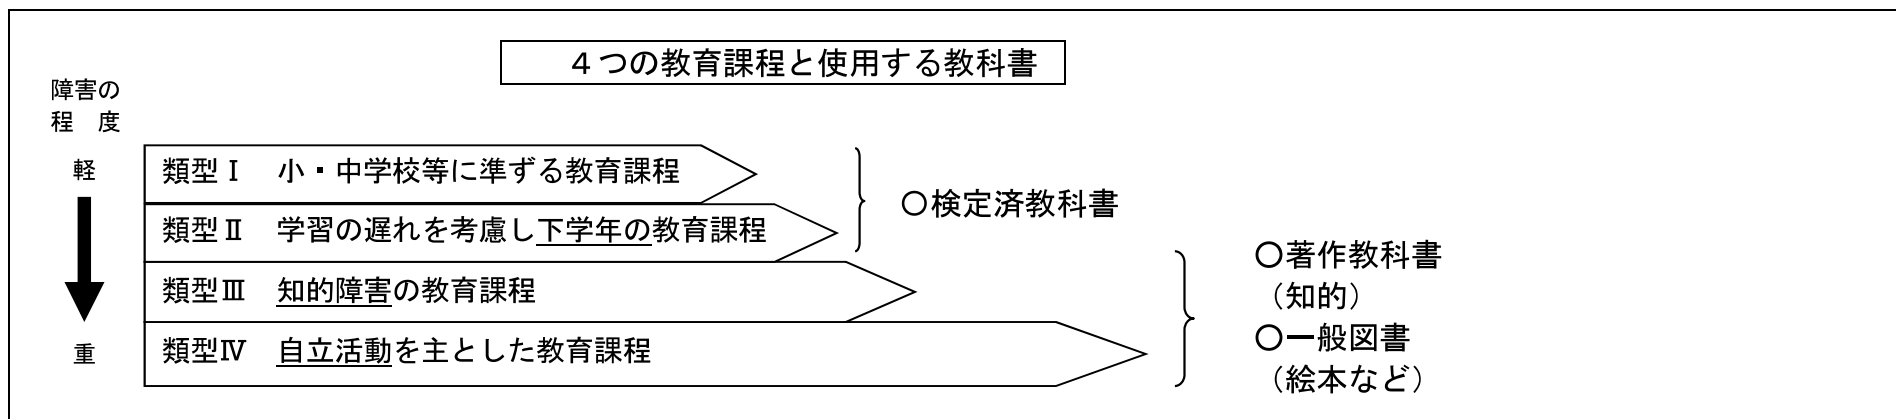 ４つの教育課程と使用する教科書
障害の
程　度
軽
類型Ⅰ　小・中学校等に準ずる教育課程
類型Ⅱ　学習の遅れを考慮し下学年の教育課程
類型Ⅲ　知的障害の教育課程
類型Ⅳ　自立活動を主とした教育課程
重
〇検定済教科書
〇著作教科書
（知的）
〇一般図書
（絵本など）